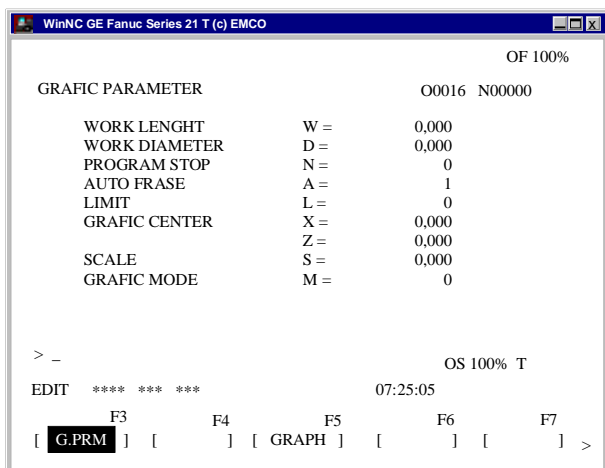 WinNC GE Fanuc Series 21 T (c) EMCO
OF 100%
GRAFIC PARAMETER O0016 N00000
WORK LENGHT W = 0,000
WORK DIAMETER D = 0,000
PROGRAM STOP N = 0
AUTO FRASE A = 1
LIMIT L = 0
GRAFIC CENTER X = 0,000
Z = 0,000
SCALE S = 0,000
GRAFIC MODE M = 0
> _
OS 100% T
EDIT **** *** *** 07:25:05
F3 F4 F5 F6 F7
[ G.PRM ] [ ] [ GRAPH ] [ ] [ ] >